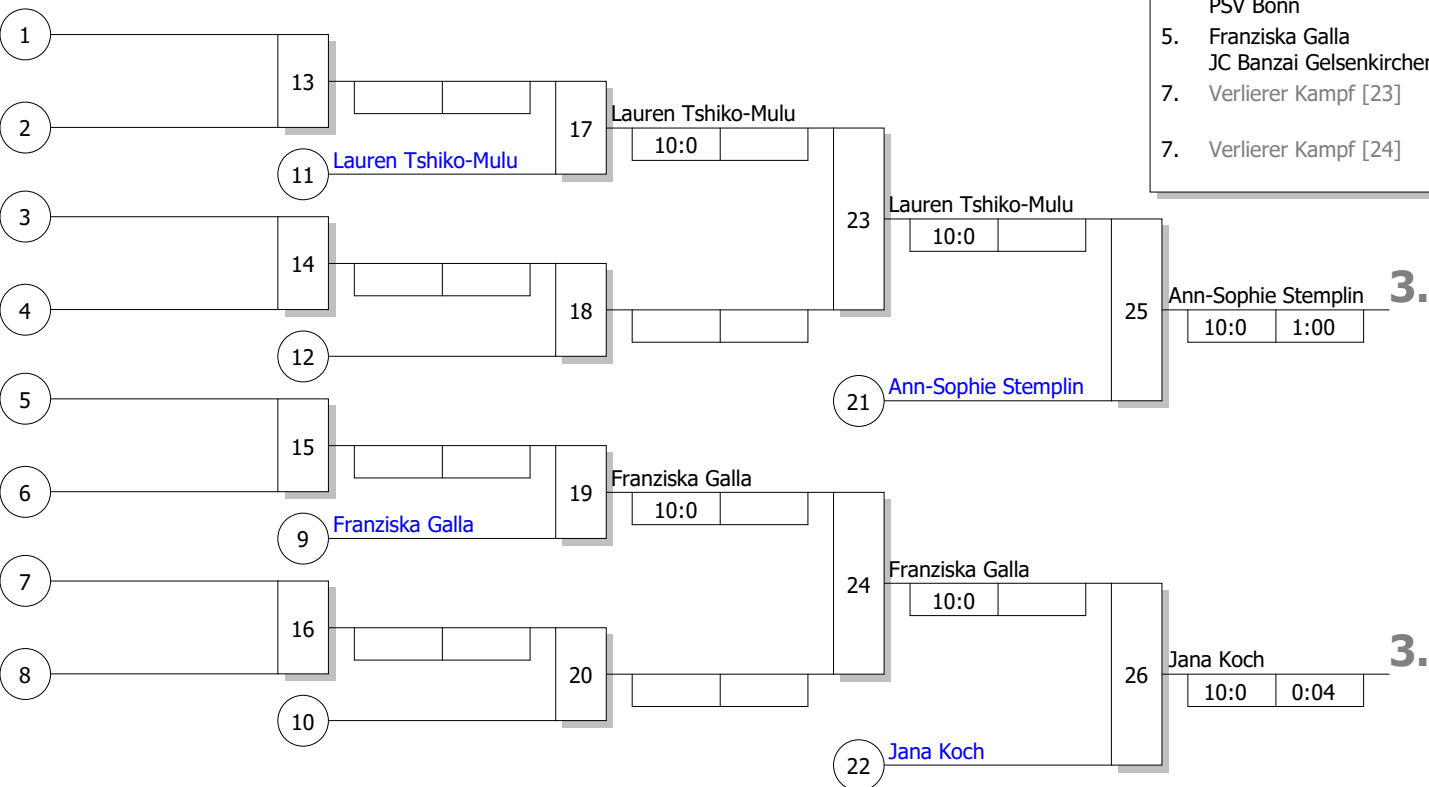 PSV Bonn
5. Franziska Galla
JC Banzai Gelsenkirchen
7. Verlierer Kampf [23]
7. Verlierer Kampf [24]
1
13
2
17
Lauren Tshiko-Mulu
10:0
11
Lauren Tshiko-Mulu
3
23
Lauren Tshiko-Mulu
10:0
14
4
18
25
Ann-Sophie Stemplin
3.
10:0 1:00
12
5
21
Ann-Sophie Stemplin
15
6
19
Franziska Galla
10:0
9
Franziska Galla
7
24
Franziska Galla
10:0
16
8
20
26
Jana Koch
3.
10:0 0:04
10
22
Jana Koch